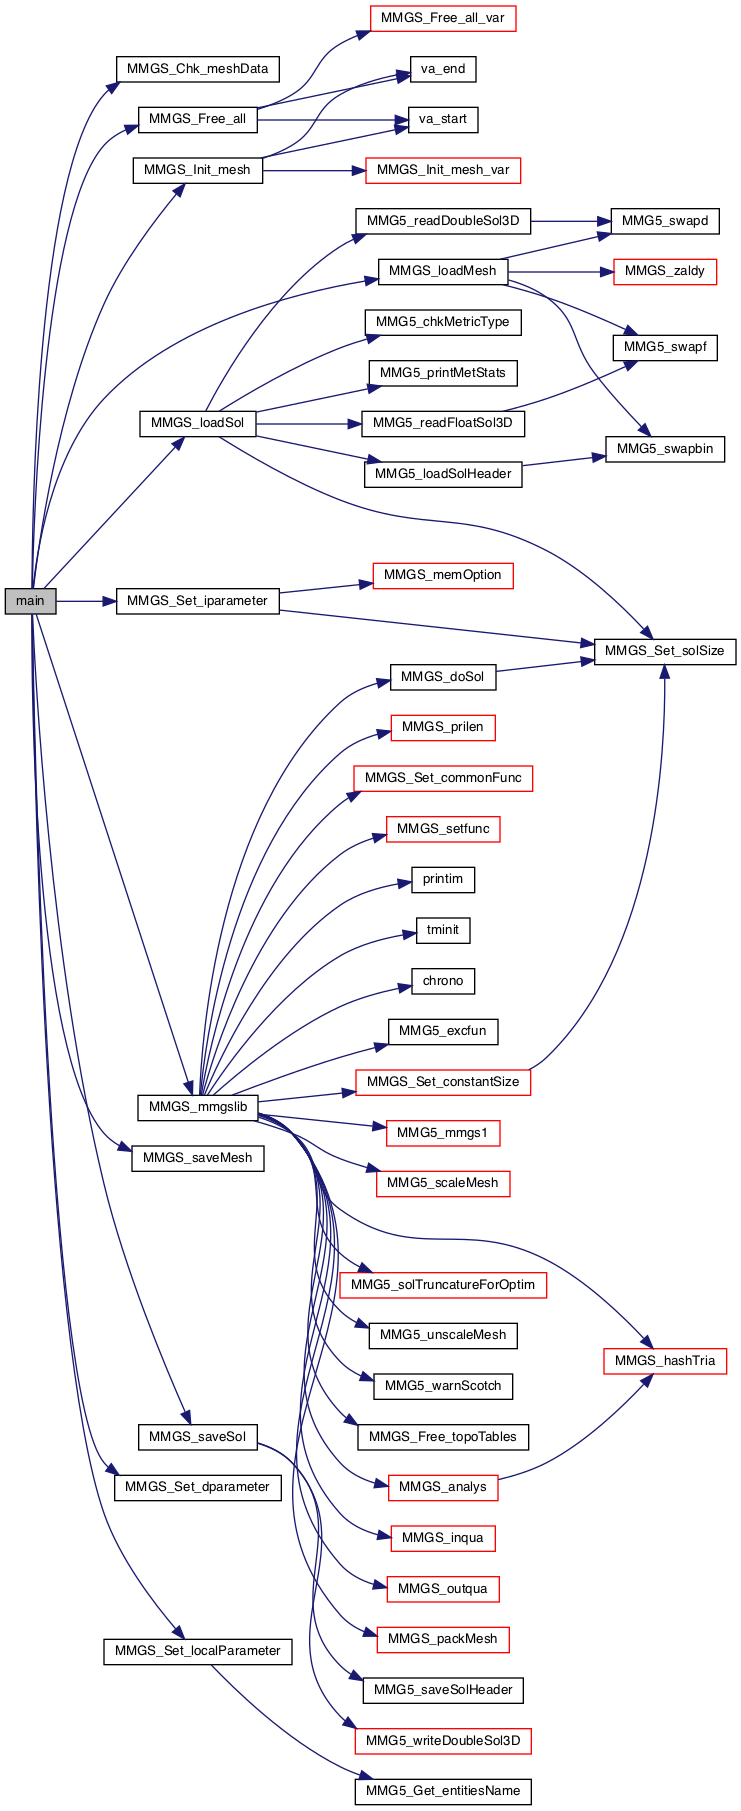 MMGS_Free_all_var
MMGS_Chk_meshData
va_end
MMGS_Free_all
va_start
MMGS_Init_mesh
MMGS_Init_mesh_var
MMG5_readDoubleSol3D
MMG5_swapd
MMGS_loadMesh
MMGS_zaldy
MMG5_chkMetricType
MMG5_swapf
MMG5_printMetStats
MMGS_loadSol
MMG5_readFloatSol3D
MMG5_swapbin
MMG5_loadSolHeader
MMGS_memOption
main
MMGS_Set_iparameter
MMGS_Set_solSize
MMGS_doSol
MMGS_prilen
MMGS_Set_commonFunc
MMGS_setfunc
printim
tminit
chrono
MMG5_excfun
MMGS_Set_constantSize
MMGS_mmgslib
MMG5_mmgs1
MMGS_saveMesh
MMG5_scaleMesh
MMG5_solTruncatureForOptim
MMG5_unscaleMesh
MMGS_hashTria
MMG5_warnScotch
MMGS_saveSol
MMGS_Free_topoTables
MMGS_Set_dparameter
MMGS_analys
MMGS_inqua
MMGS_outqua
MMGS_packMesh
MMGS_Set_localParameter
MMG5_saveSolHeader
MMG5_writeDoubleSol3D
MMG5_Get_entitiesName